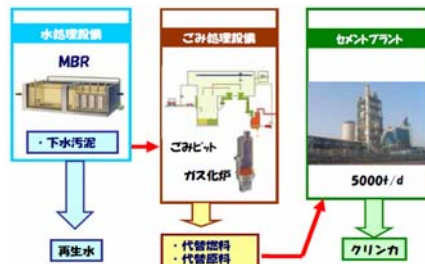 水処理設備
MBR
・下水汚泥
再生水
ごみ処理設備
ごみピット
ガス化炉
・代替燃料
・代替原料
セメントプラント
5000t/d
クリンカ